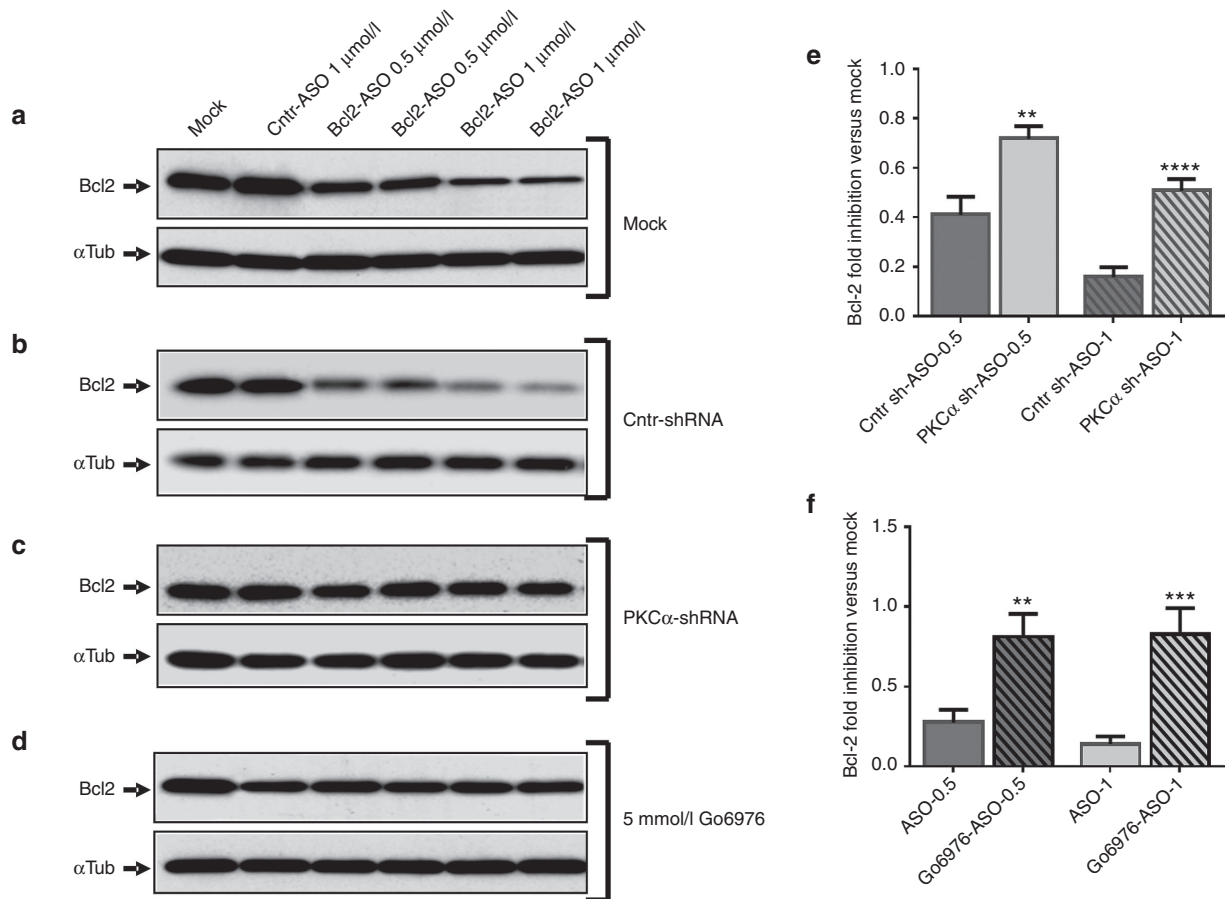 a
Mock
Cntr-ASO 1 μmol/l
Bcl2-ASO 0.5 μmol/l
Bcl2-ASO 0.5 μmol/l
Bcl2-ASO 1 μmol/l
Bcl2-ASO 1 μmol/l
Bcl2
αTub
Mock
b
Bcl2
αTub
Cntr-shRNA
c
Bcl2
αTub
PKCα-shRNA
d
Bcl2
αTub
5 mmol/l Go6976
e
Bcl-2 fold inhibition versus mock
1.0
0.8
0.6
0.4
0.2
0.0
**
****
Cntr sh-ASO-0.5
PKCα sh-ASO-0.5
Cntr sh-ASO-1
PKCα sh-ASO-1
f
Bcl-2 fold inhibition versus mock
1.5
1.0
0.5
0.0
**
***
ASO-0.5
Go6976-ASO-0.5
ASO-1
Go6976-ASO-1